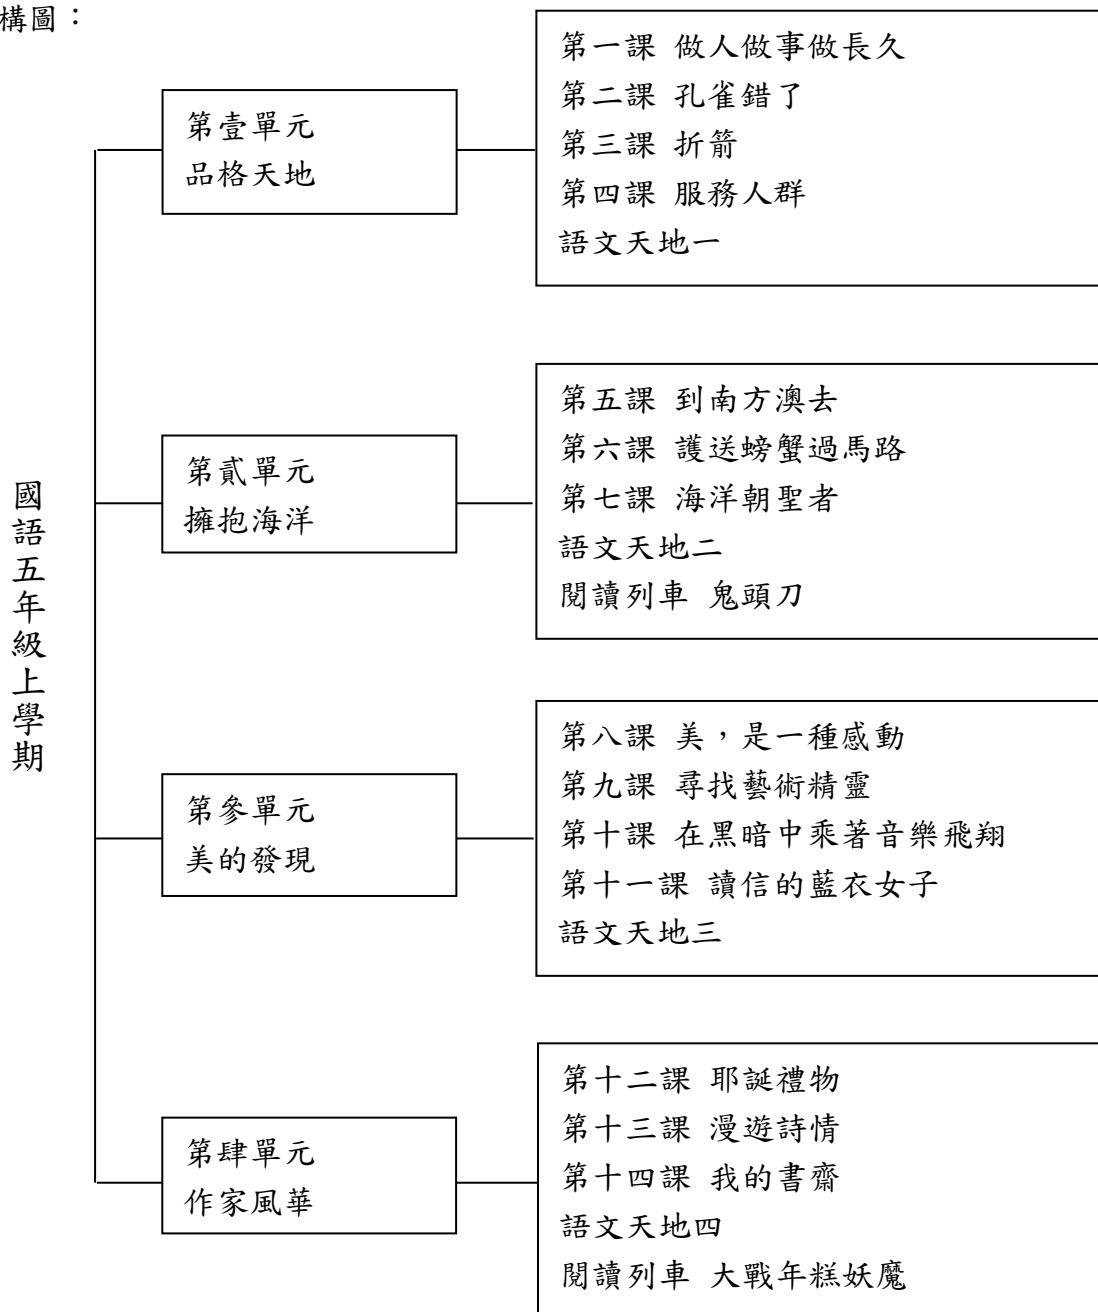 構圖：
國語五年級上學期
第壹單元
品格天地
第一課 做人做事做長久
第二課 孔雀錯了
第三課 折箭
第四課 服務人群
語文天地一
第貳單元
擁抱海洋
第五課 到南方澳去
第六課 護送螃蟹過馬路
第七課 海洋朝聖者
語文天地二
閱讀列車 鬼頭刀
第參單元
美的發現
第八課 美，是一種感動
第九課 尋找藝術精靈
第十課 在黑暗中乘著音樂飛翔
第十一課 讀信的藍衣女子
語文天地三
第肆單元
作家風華
第十二課 耶誕禮物
第十三課 漫遊詩情
第十四課 我的書齋
語文天地四
閱讀列車 大戰年糕妖魔